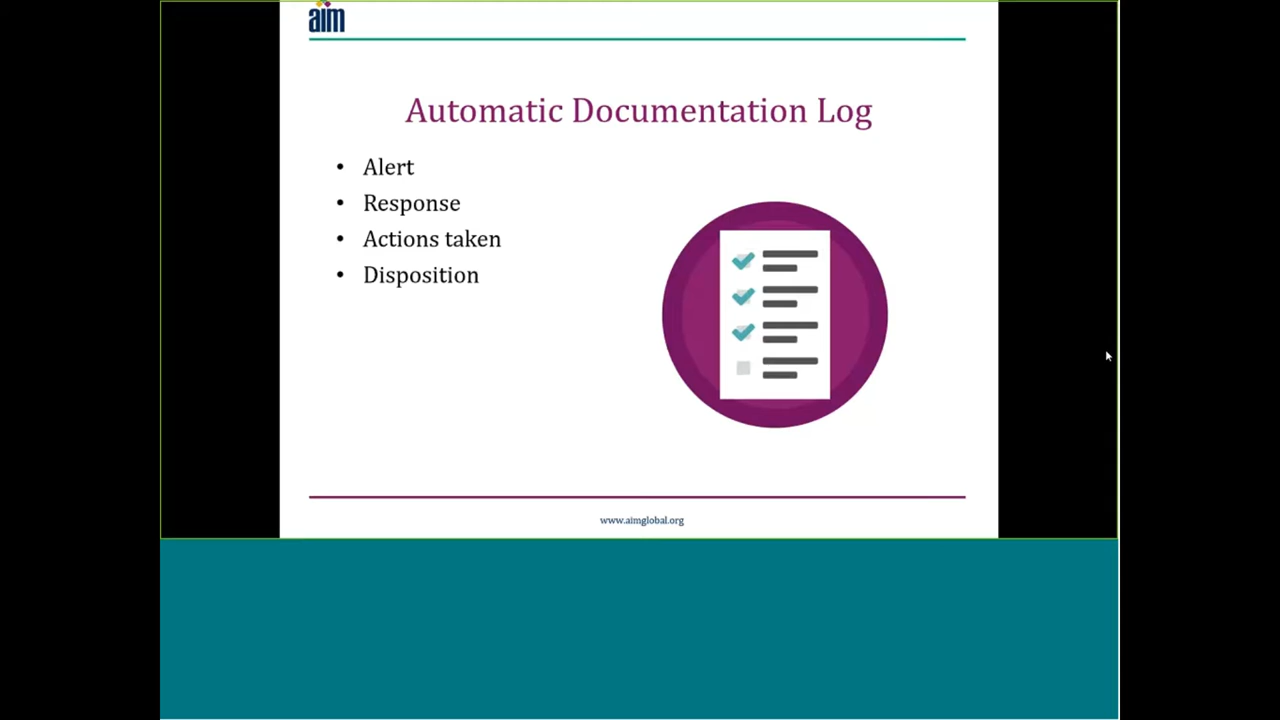 aim
Automatic Documentation Log
• Alert
• Response
• Actions taken
• Disposition
www.aimglobal.org